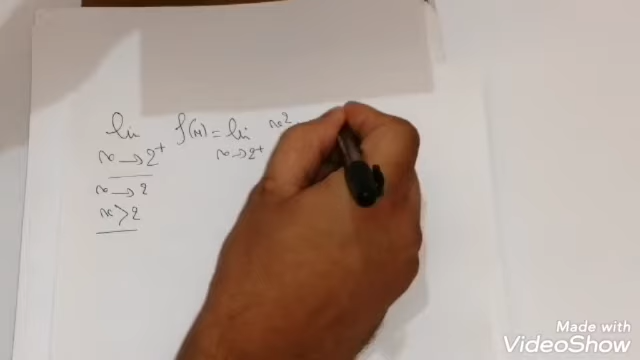 lim f(x) = lim x²
x → 2⁺ x → 2⁺
x → 2
x > 2
Made with
VideoShow